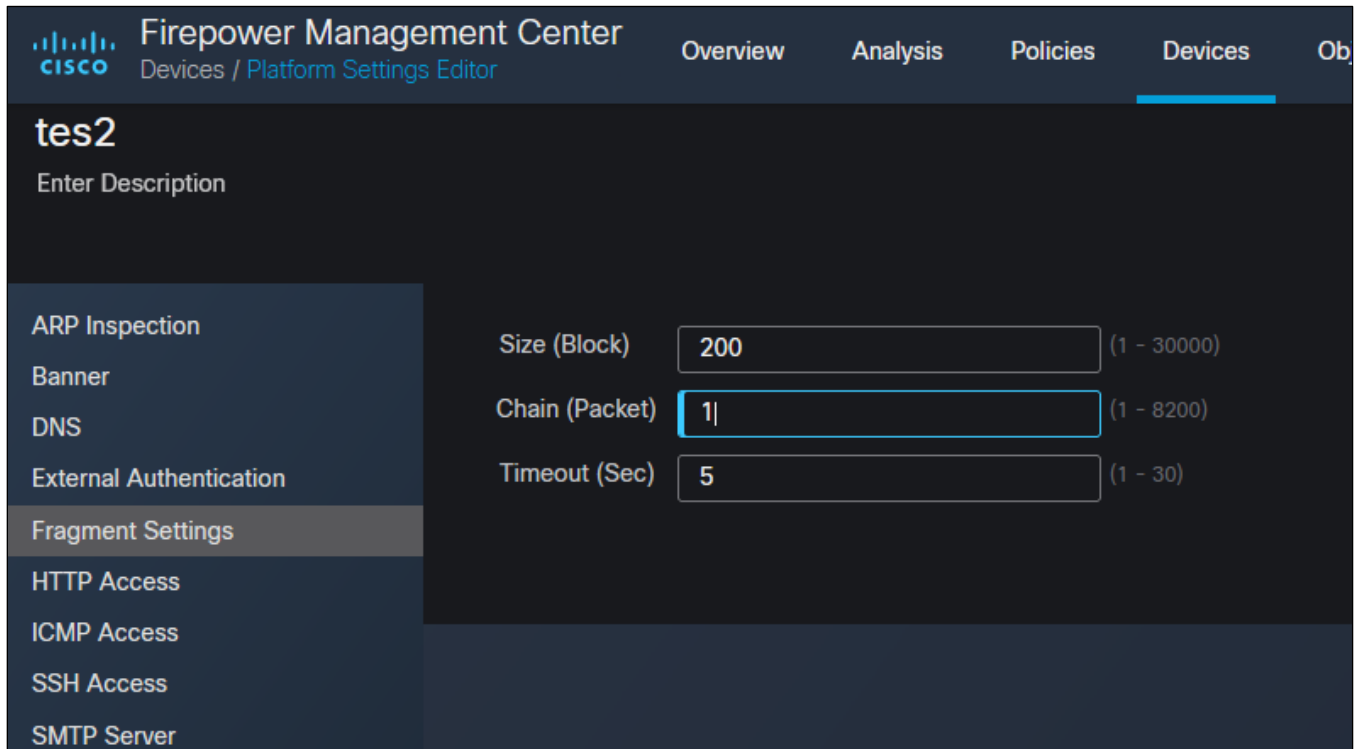 Firepower Management Center
CISCO
Devices / Platform Settings Editor
Overview
Analysis
Policies
Devices
Obj
tes2
Enter Description
ARP Inspection
Banner
DNS
External Authentication
Fragment Settings
HTTP Access
ICMP Access
SSH Access
SMTP Server
Size (Block) 200 (1 - 30000)
Chain (Packet) 1 (1 - 8200)
Timeout (Sec) 5 (1 - 30)